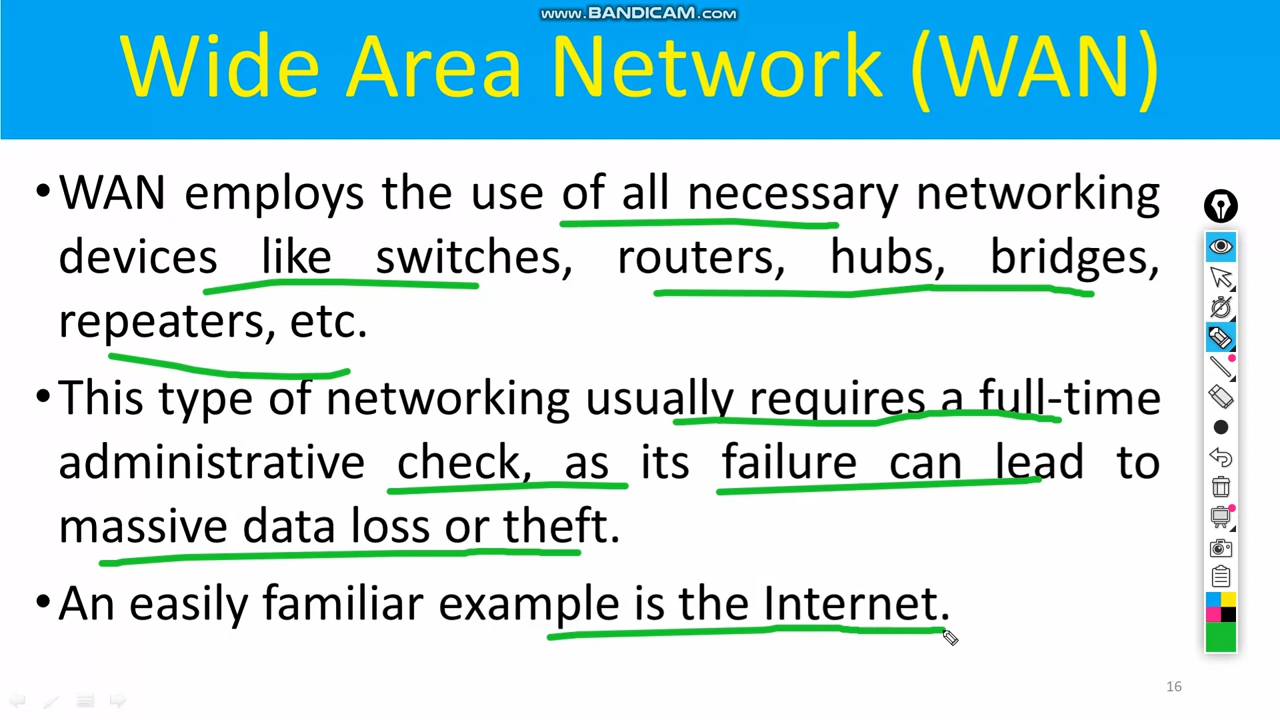 www.BANDICAM.com
Wide Area Network (WAN)
• WAN employs the use of all necessary networking
devices like switches, routers, hubs, bridges,
repeaters, etc.
• This type of networking usually requires a full-time
administrative check, as its failure can lead to
massive data loss or theft.
• An easily familiar example is the Internet.
16